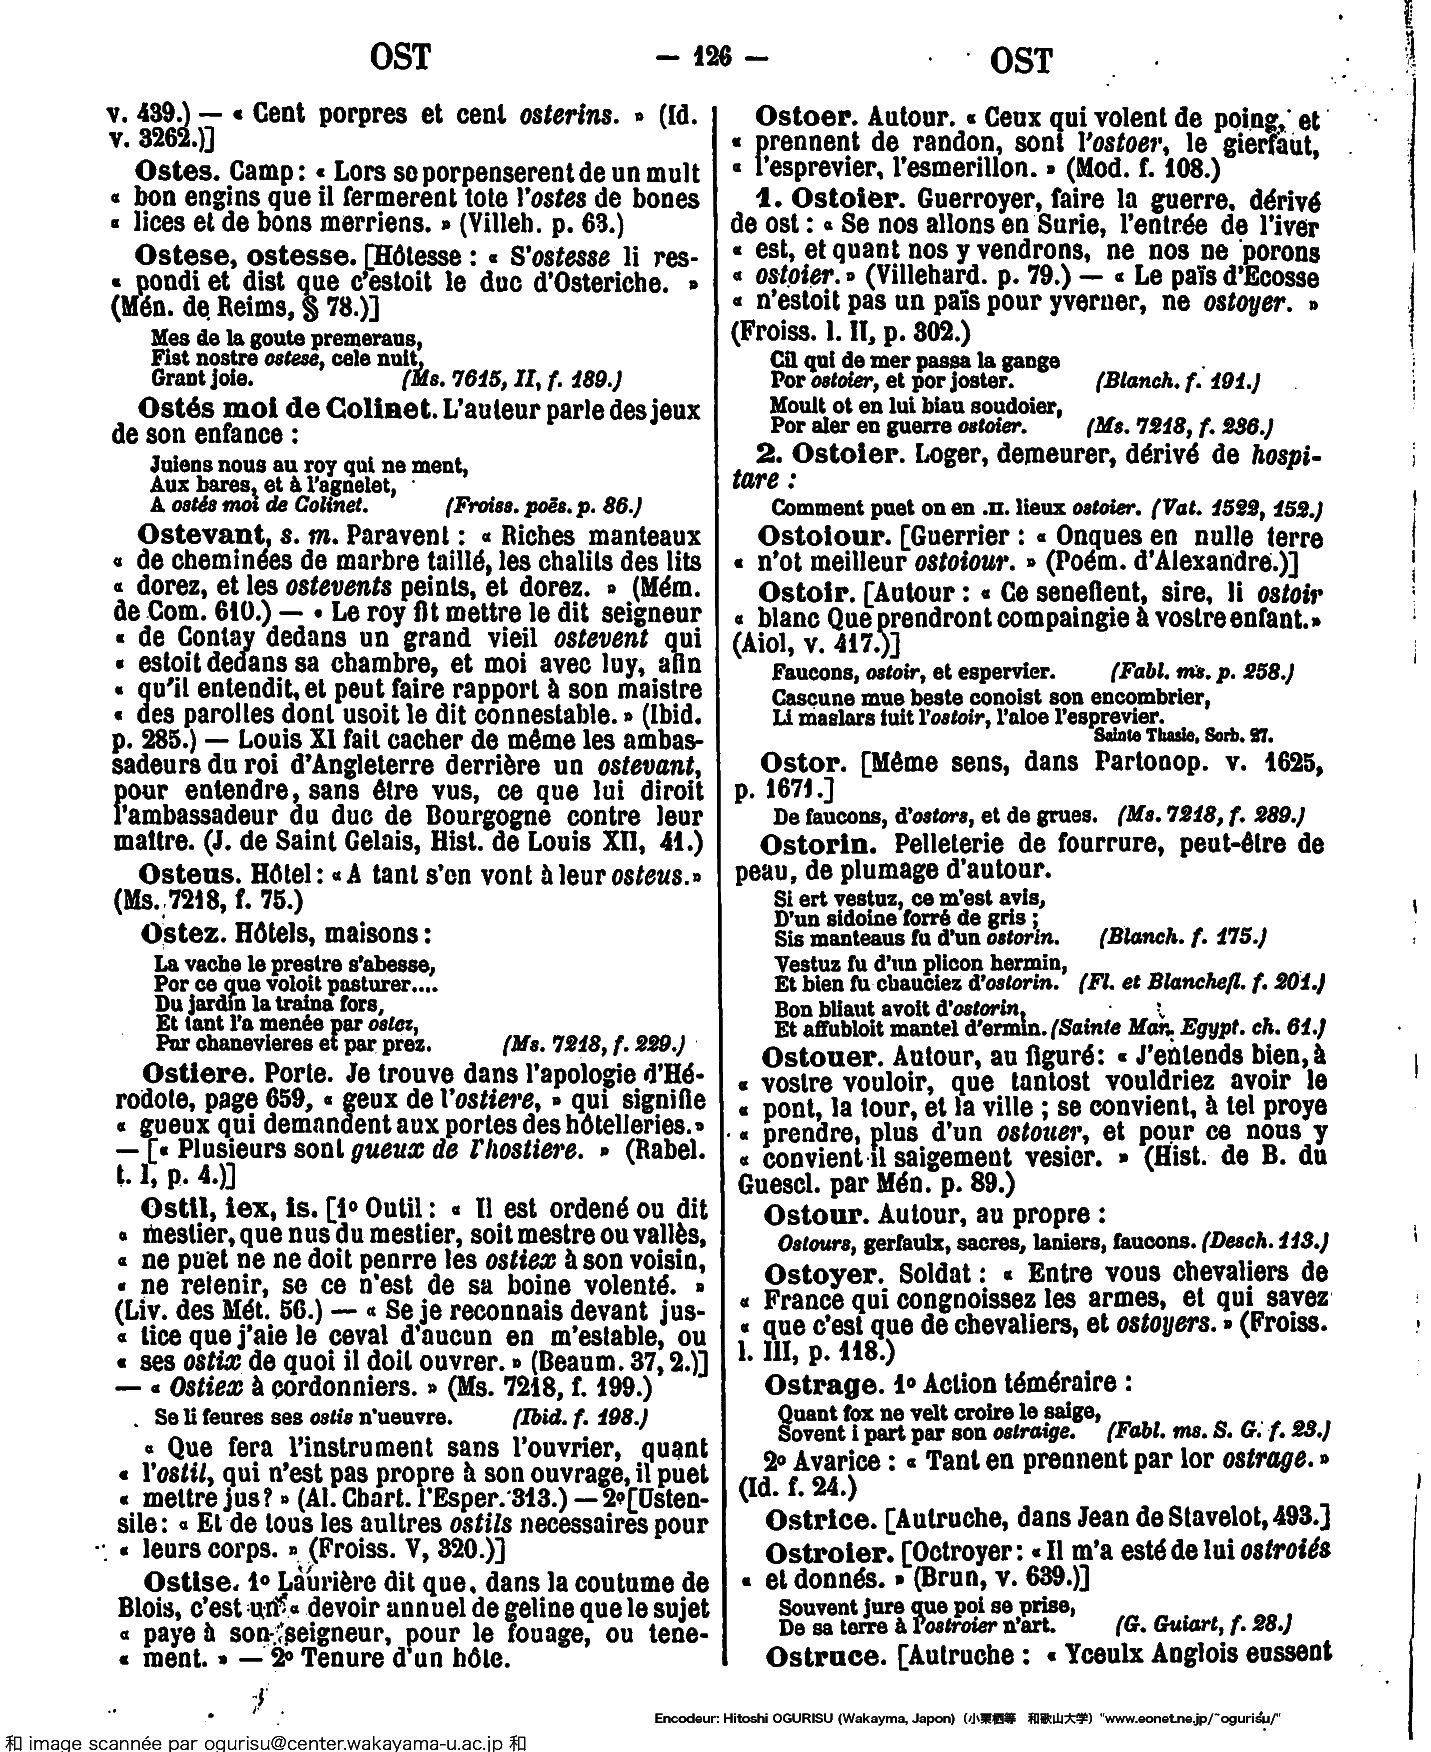 OST
— 126 —
OST
v. 439.) — « Cent porpres et cent osterins. » (Id.
v. 3262.)]
Ostes. Camp : « Lors se porpenserent de un mult
« bon engins que il fermerent tote l'ostes de bones
« lices et de bons merriens. » (Villeh. p. 63.)
Ostese, ostesse. [Hôtesse : « S'ostesse li res-
« pondi et dist que c'estoit le duc d'Osteriche. »
(Mén. de Reims, § 78.)]
Mes de la goute premeraus,
Fist nostre ostese, cele nuit,
Grant joie. (Ms. 7615, II, f. 189.)
Ostés moi de Colinet. L'auteur parle des jeux
de son enfance :
Juiens nous au roy qui ne ment,
Aux bares, et à l'agnelet,
A ostés moi de Colinet. (Froiss. poës. p. 86.)
Ostevant, s. m. Paravent : « Riches manteaux
« de cheminées de marbre taillé, les chalits des lits
« dorez, et les ostevents peints, et dorez. » (Mém.
de Com. 610.) — « Le roy fit mettre le dit seigneur
« de Contay dedans un grand vieil ostevent qui
« estoit dedans sa chambre, et moi avec luy, afin
« qu'il entendit, et peut faire rapport à son maistre
« des parolles dont usoit le dit connestable. » (Ibid.
p. 285.) — Louis XI fait cacher de même les ambas-
sadeurs du roi d'Angleterre derrière un ostevant,
pour entendre, sans être vus, ce que lui diroit
l'ambassadeur du duc de Bourgogne contre leur
maître. (J. de Saint Gelais, Hist. de Louis XII, 41.)
Osteus. Hôtel : « A tant s'en vont à leur osteus. »
(Ms. 7218, f. 75.)
Ostez. Hôtels, maisons :
La vache le prestre s'abesse,
Por ce que voloit pasturer....
Du jardin la traina fors,
Et tant l'a menée par ostez,
Par chanevieres et par prez. (Ms. 7218, f. 229.)
Ostiere. Porte. Je trouve dans l'apologie d'Hé-
rodote, page 659, « geux de l'ostiere, » qui signifie
« gueux qui demandent aux portes des hôtelleries. »
— [« Plusieurs sont gueux de l'hostiere. » (Rabel.
t. I, p. 4.)]
Ostil, iex, is. [1º Outil : « Il est ordené ou dit
« mestier, que nus du mestier, soit mestre ou vallès,
« ne puet ne ne doit penrre les ostiex à son voisin,
« ne retenir, se ce n'est de sa boine volenté. »
(Liv. des Mét. 56.) — « Se je reconnais devant jus-
« tice que j'aie le ceval d'aucun en m'estable, ou
« ses ostix de quoi il doit ouvrer. » (Beaum. 37, 2.)]
— « Ostiex à cordonniers. » (Ms. 7218, f. 199.)
Se li feures ses ostis n'ueuvre. (Ibid. f. 198.)
« Que fera l'instrument sans l'ouvrier, quant
« l'ostil, qui n'est pas propre à son ouvrage, il puet
« mettre jus ? » (Al. Chart. l'Esper. 313.) — 2º [Usten-
sile : « Et de tous les aultres ostils necessaires pour
« leurs corps. » (Froiss. V, 320.)]
Ostise. 1º Laurière dit que, dans la coutume de
Blois, c'est un « devoir annuel de geline que le sujet
« paye à son seigneur, pour le fouage, ou tene-
« ment. » — 2º Tenure d'un hôte.
Ostoer. Autour. « Ceux qui volent de poing, et
« prennent de randon, sont l'ostoer, le gierfaut,
« l'esprevier, l'esmerillon. » (Mod. f. 108.)
1. Ostoier. Guerroyer, faire la guerre, dérivé
de ost : « Se nos allons en Surie, l'entrée de l'iver
« est, et quant nos y vendrons, ne nos ne porons
« ostoier. » (Villehard. p. 79.) — « Le païs d'Ecosse
« n'estoit pas un païs pour yverner, ne ostoyer. »
(Froiss. l. II, p. 302.)
Cil qui de mer passa la gange
Por ostoier, et por joster. (Blanch. f. 191.)
Moult ot en lui biau soudoier,
Por aler en guerre ostoier. (Ms. 7218, f. 236.)
2. Ostoier. Loger, demeurer, dérivé de hospi-
tare :
Comment puet on en .II. lieux ostoier. (Vat. 1522, 152.)
Ostoiour. [Guerrier : « Onques en nulle terre
« n'ot meilleur ostoiour. » (Poém. d'Alexandre.)]
Ostoir. [Autour : « Ce senefient, sire, li ostoir
« blanc Que prendront compaingie à vostre enfant. »
(Aiol, v. 417.)]
Faucons, ostoir, et espervier. (Fabl. ms. p. 258.)
Cascune mue beste conoist son encombrier,
Li maslars fuit l'ostoir, l'aloe l'esprevier.
Sainte Thasie, Sorb. 27.
Ostor. [Même sens, dans Partonop. v. 1625,
p. 1671.]
De faucons, d'ostors, et de grues. (Ms. 7218, f. 289.)
Ostorin. Pelleterie de fourrure, peut-être de
peau, de plumage d'autour.
Si ert vestuz, ce m'est avis,
D'un sidoine forré de gris ;
Sis manteaus fu d'un ostorin. (Blanch. f. 175.)
Vestuz fu d'un plicon hermin,
Et bien fu chauciez d'ostorin. (Fl. et Blanchefl. f. 201.)
Bon bliaut avoit d'ostorin,
Et affubloit mantel d'ermin. (Sainte Mar. Egypt. ch. 61.)
Ostouer. Autour, au figuré : « J'entends bien, à
« vostre vouloir, que tantost vouldriez avoir le
« pont, la tour, et la ville ; se convient, à tel proye
« prendre, plus d'un ostouer, et pour ce nous y
« convient il saigement vesier. » (Hist. de B. du
Guescl. par Mén. p. 89.)
Ostour. Autour, au propre :
Ostours, gerfaulx, sacres, laniers, faucons. (Desch. 113.)
Ostoyer. Soldat : « Entre vous chevaliers de
« France qui congnoissez les armes, et qui savez
« que c'est que de chevaliers, et ostoyers. » (Froiss.
l. III, p. 118.)
Ostrage. 1º Action téméraire :
Quant fox ne velt croire le saige,
Sovent i part par son ostraige. (Fabl. ms. S. G. f. 23.)
2º Avarice : « Tant en prennent par lor ostrage. »
(Id. f. 24.)
Ostrice. [Autruche, dans Jean de Stavelot, 493.]
Ostroier. [Octroyer : « Il m'a esté de lui ostroiés
« et donnés. » (Brun, v. 639.)]
Souvent jure que poi se prise,
De sa terre à l'ostroier n'art. (G. Guiart, f. 28.)
Ostruce. [Autruche : « Yceulx Anglois eussent
Encodeur: Hitoshi OGURISU (Wakayma, Japon) (小栗栖等 和歌山大学) "www.eonet.ne.jp/~ogurisu/"
和 image scannée par ogurisu@center.wakayama-u.ac.jp 和